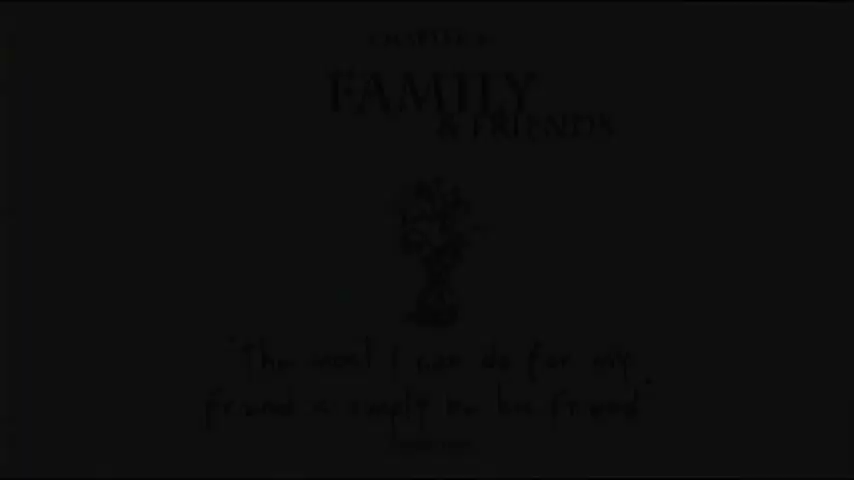 FAMILY
& FRIENDS
"The most I can do for my
friend is simply be his friend"